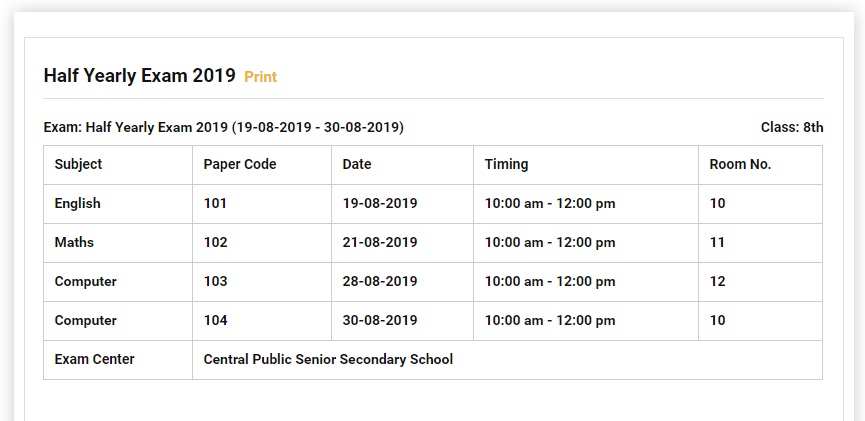 Half Yearly Exam 2019 Print
Exam: Half Yearly Exam 2019 (19-08-2019 - 30-08-2019) Class: 8th
Subject Paper Code Date Timing Room No.
English 101 19-08-2019 10:00 am - 12:00 pm 10
Maths 102 21-08-2019 10:00 am - 12:00 pm 11
Computer 103 28-08-2019 10:00 am - 12:00 pm 12
Computer 104 30-08-2019 10:00 am - 12:00 pm 10
Exam Center Central Public Senior Secondary School